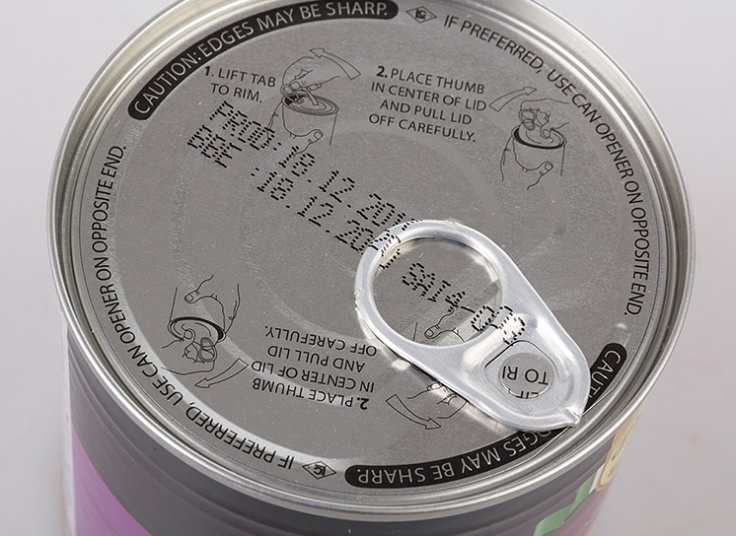 CAUTION: EDGES MAY BE SHARP.
IF PREFERRED, USE CAN OPENER ON OPPOSITE END.
1. LIFT TAB
TO RIM.
2. PLACE THUMB
IN CENTER OF LID
AND PULL LID
OFF CAREFULLY.
PROD:18.12.20
BBE :18.12.20
SAI4-003
TO RI
2. PLACE THUMB
IN CENTER OF LID
AND PULL LID
OFF CAREFULLY.
EDGES MAY BE SHARP.
IF PREFERRED, USE CAN OPENER ON OPPOSITE END.